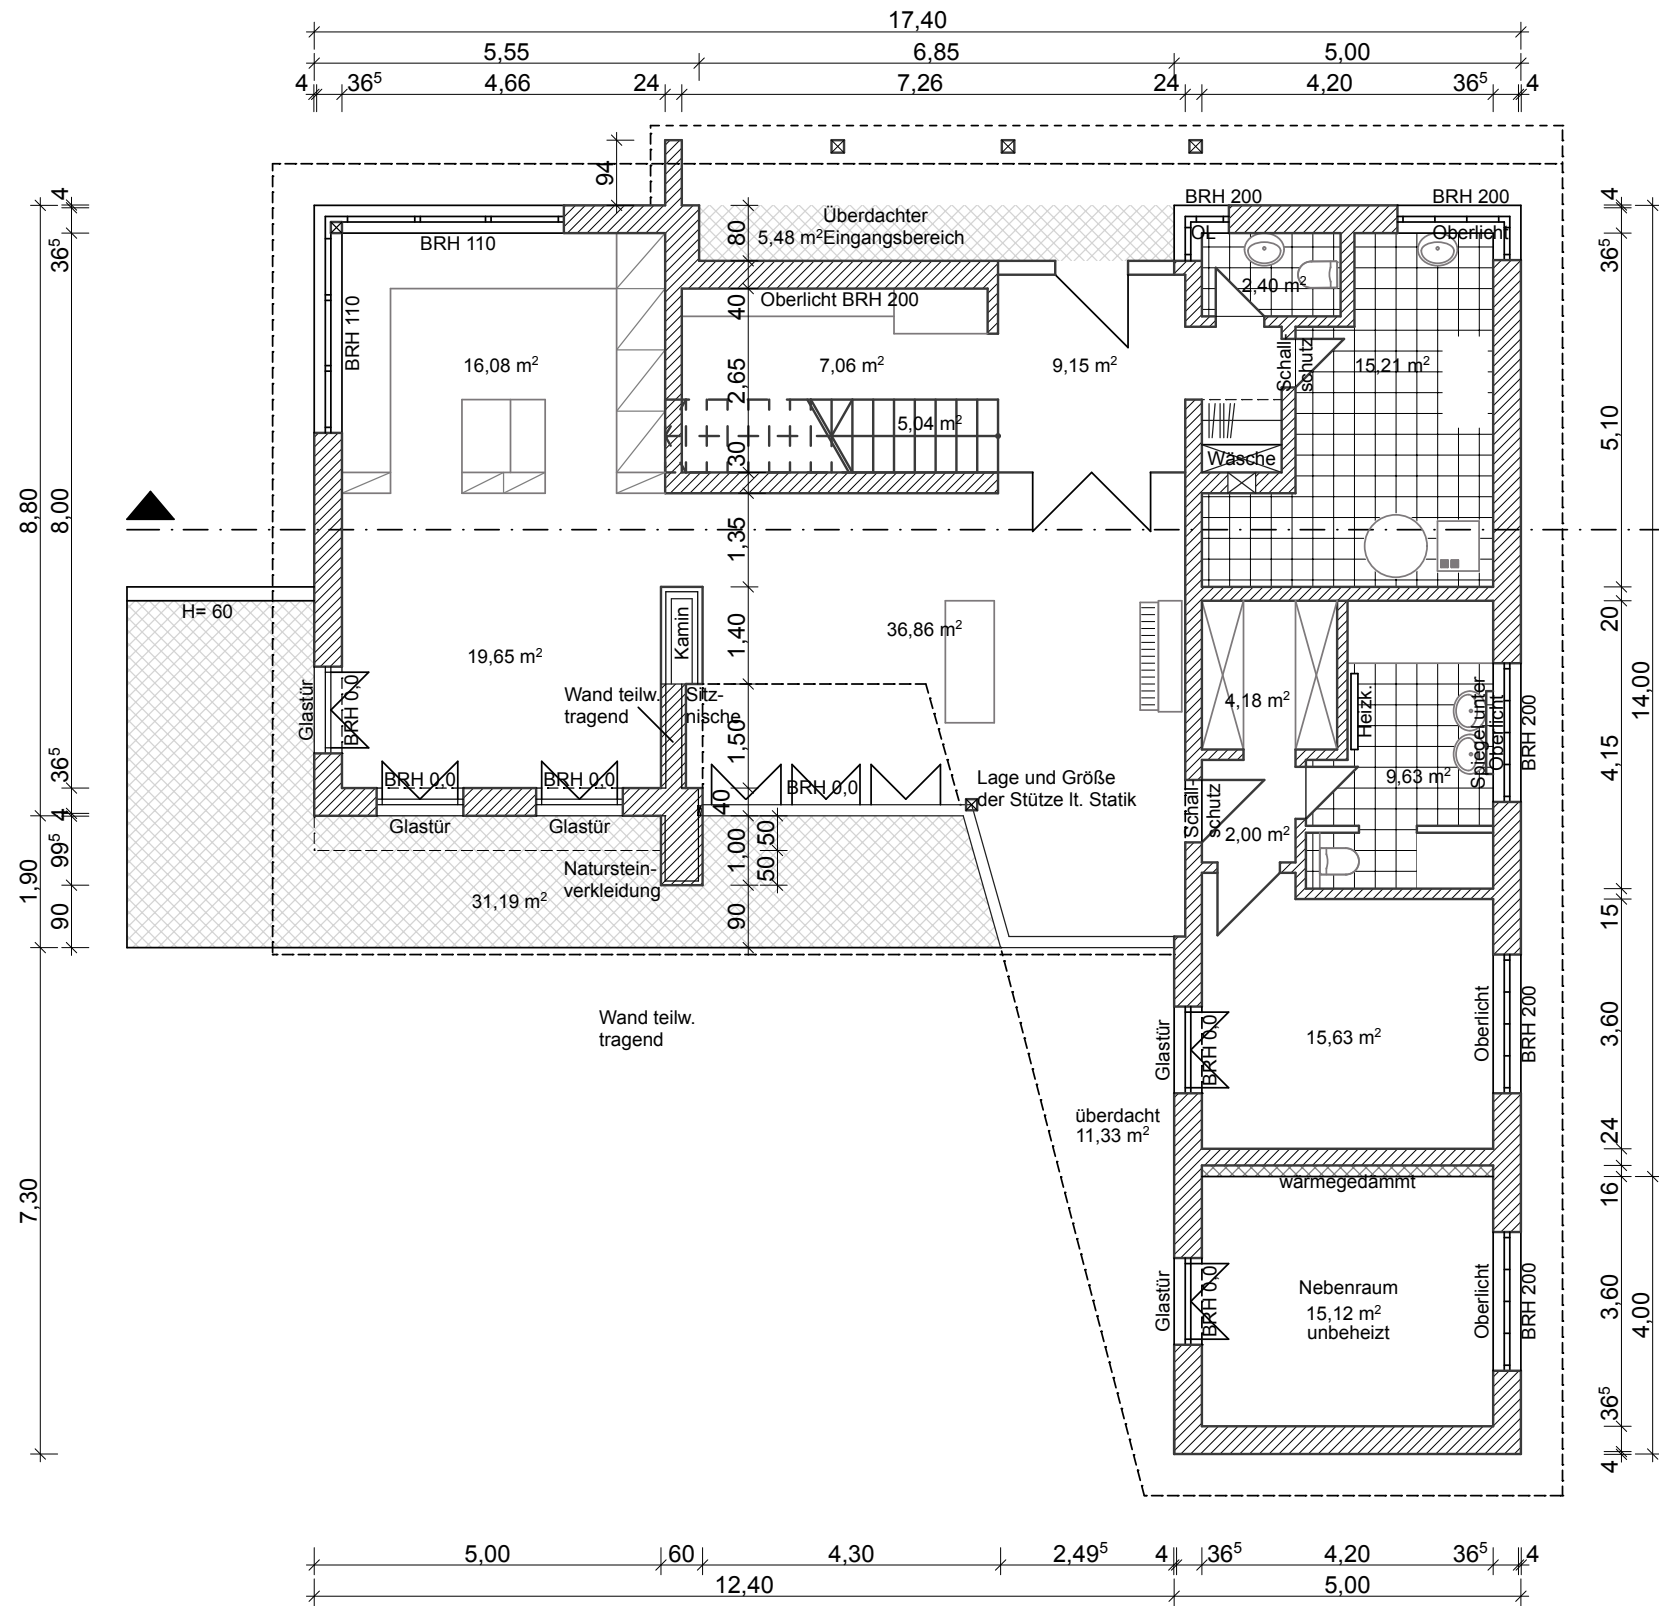 17,40
5,55
6,85
5,00
4
36⁵
4,66
24
7,26
24
4,20
36⁵
4
94
BRH 200
BRH 200
4
36⁵
8,80
8,00
36⁵
4
99⁵
1,90
90
7,30
4
36⁵
5,10
20
14,00
4,15
15
3,60
24
16
3,60
4,00
36⁵
4
BRH 110
BRH 110
80
Überdachter
5,48 m² Eingangsbereich
OL
Oberlicht
2,40 m²
40
Oberlicht BRH 200
16,08 m²
2,65
7,06 m²
9,15 m²
Schall-
schutz
15,21 m²
5,04 m²
30
Wäsche
1,35
H= 60
Kamin
1,40
36,86 m²
19,65 m²
Wand teilw.
tragend
Sitz-
nische
1,50
4,18 m²
Heizk.
Spiegel unter
Oberlicht
BRH 200
9,63 m²
Glastür
BRH 0,0
BRH 0,0
BRH 0,0
BRH 0,0
Lage und Größe
der Stütze lt. Statik
40
Glastür
Glastür
Schall-
schutz
2,00 m²
1,00
50
50
Naturstein-
verkleidung
31,19 m²
90
Wand teilw.
tragend
Glastür
BRH 0,0
15,63 m²
Oberlicht
BRH 200
überdacht
11,33 m²
wärmegedämmt
Glastür
BRH 0,0
Nebenraum
15,12 m²
unbeheizt
Oberlicht
BRH 200
5,00
60
4,30
2,49⁵
4
36⁵
4,20
36⁵
4
12,40
5,00